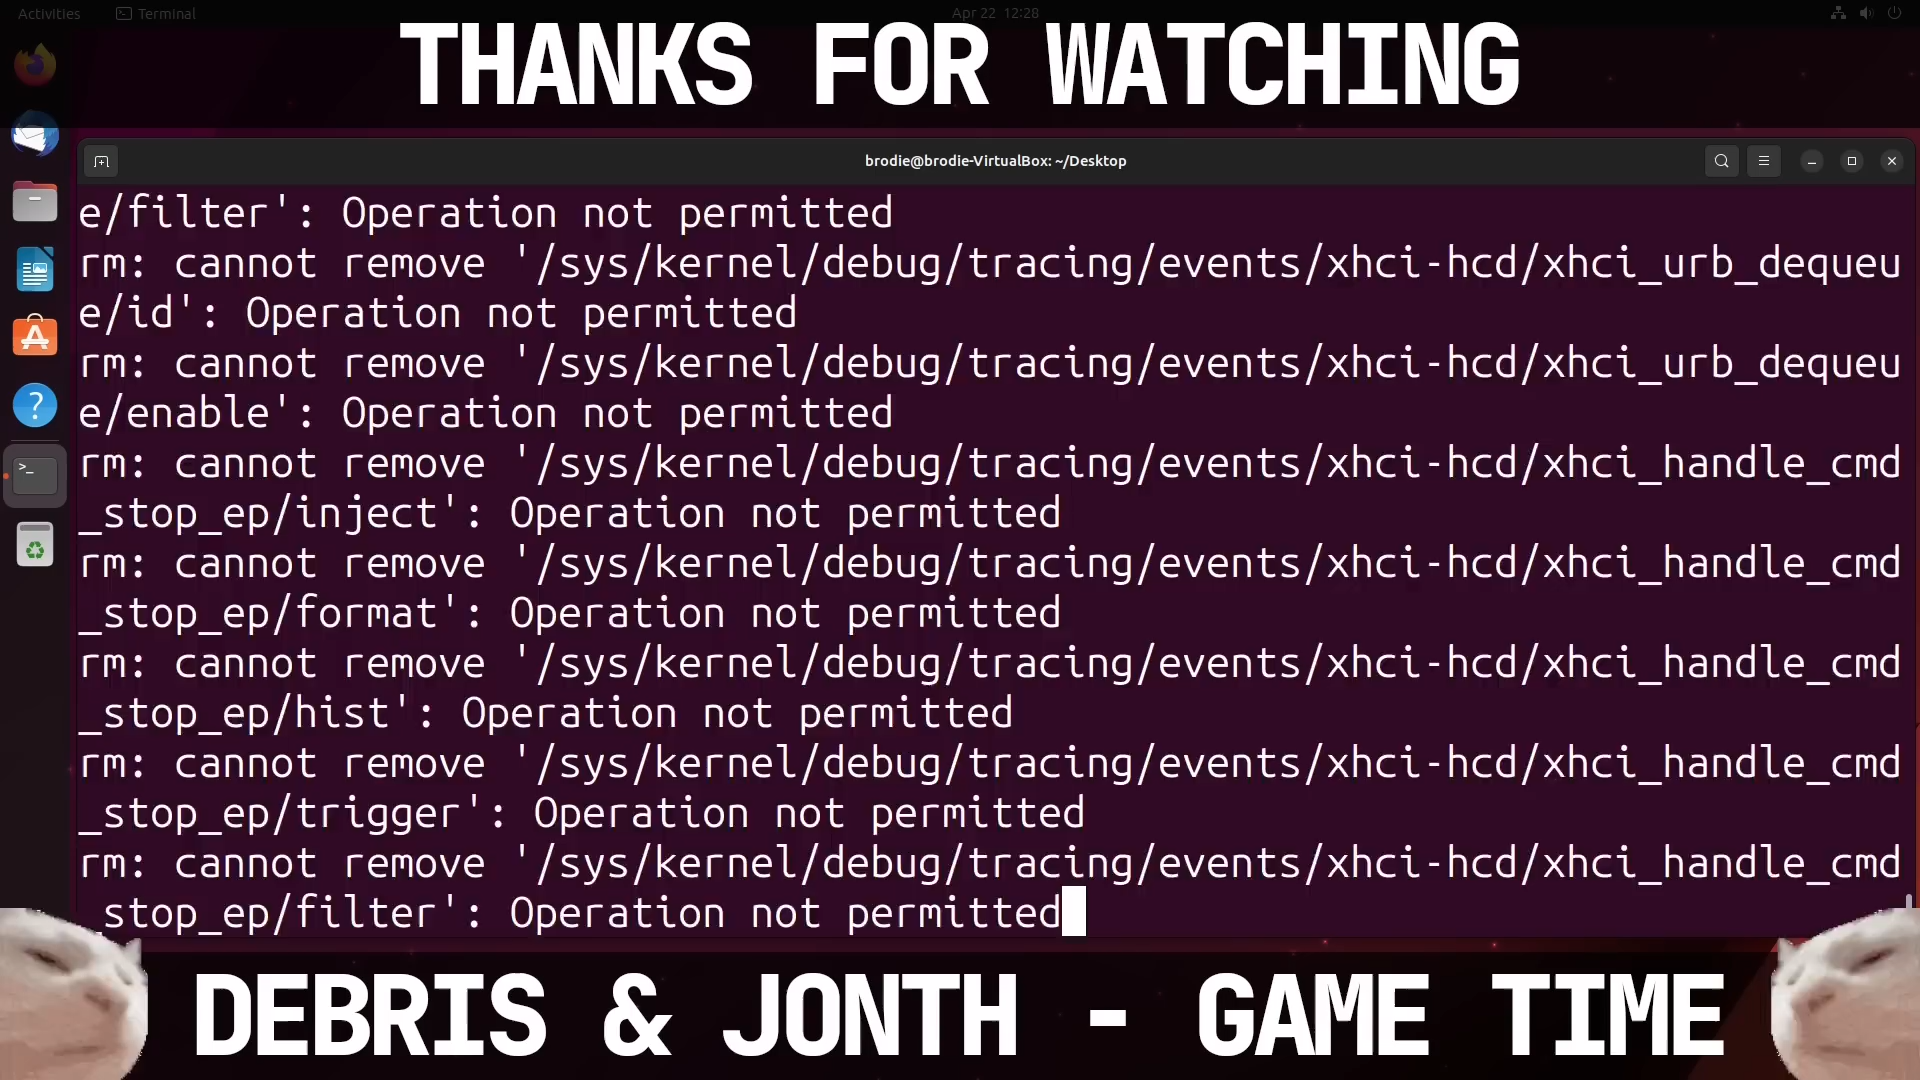 Activities Terminal Apr 22 12:28
THANKS FOR WATCHING
brodie@brodie-VirtualBox: ~/Desktop
e/filter': Operation not permitted
rm: cannot remove '/sys/kernel/debug/tracing/events/xhci-hcd/xhci_urb_dequeu
e/id': Operation not permitted
rm: cannot remove '/sys/kernel/debug/tracing/events/xhci-hcd/xhci_urb_dequeu
e/enable': Operation not permitted
rm: cannot remove '/sys/kernel/debug/tracing/events/xhci-hcd/xhci_handle_cmd
_stop_ep/inject': Operation not permitted
rm: cannot remove '/sys/kernel/debug/tracing/events/xhci-hcd/xhci_handle_cmd
_stop_ep/format': Operation not permitted
rm: cannot remove '/sys/kernel/debug/tracing/events/xhci-hcd/xhci_handle_cmd
_stop_ep/hist': Operation not permitted
rm: cannot remove '/sys/kernel/debug/tracing/events/xhci-hcd/xhci_handle_cmd
_stop_ep/trigger': Operation not permitted
rm: cannot remove '/sys/kernel/debug/tracing/events/xhci-hcd/xhci_handle_cmd
_stop_ep/filter': Operation not permitted
DEBRIS & JONTH - GAME TIME